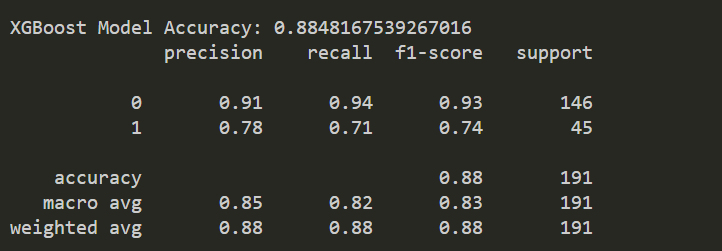 XGBoost Model Accuracy: 0.8848167539267016
precision recall f1-score support
0 0.91 0.94 0.93 146
1 0.78 0.71 0.74 45
accuracy 0.88 191
macro avg 0.85 0.82 0.83 191
weighted avg 0.88 0.88 0.88 191